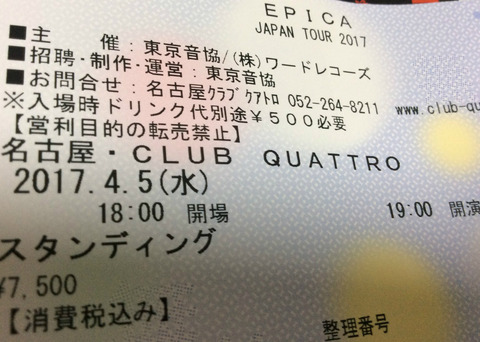 EPICA
JAPAN TOUR 2017
■主　　催：東京音協/(株)ワードレコーズ
■招聘・制作・運営：東京音協
■お問合せ：名古屋クラブクアトロ 052-264-8211 www.club-qu
※入場時ドリンク代別途￥５００必要
【営利目的の転売禁止】
名古屋・ＣＬＵＢ　ＱＵＡＴＴＲＯ
2017.4.5(水)
18:00 開場　19:00 開演
スタンディング
¥7,500
【消費税込み】
整理番号